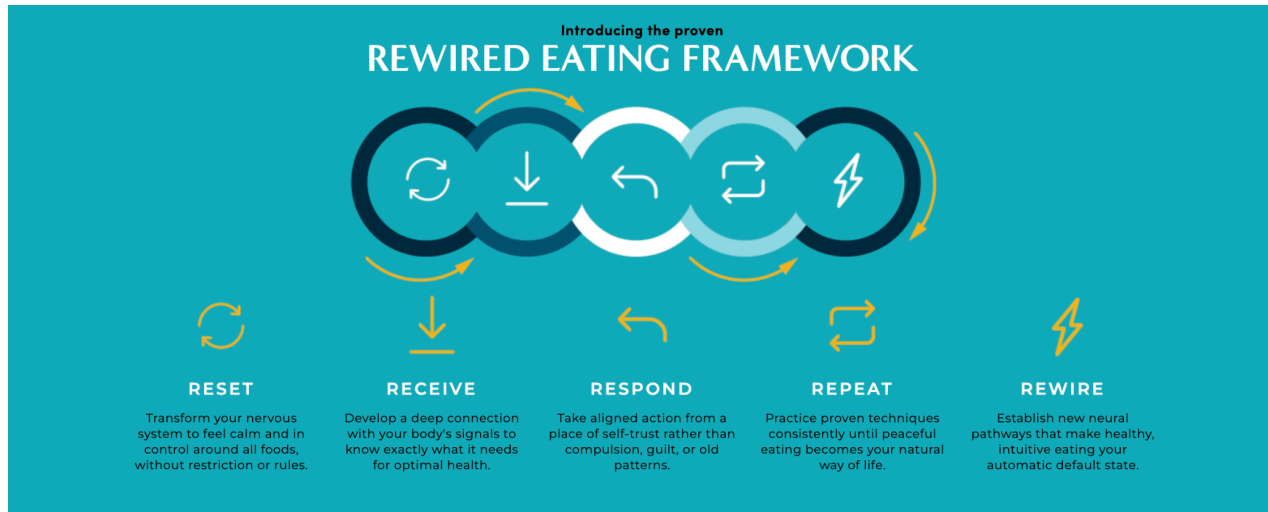 Introducing the proven
REWIRED EATING FRAMEWORK
RESET
Transform your nervous
system to feel calm and in
control around all foods,
without restriction or rules.
RECEIVE
Develop a deep connection
with your body's signals to
know exactly what it needs
for optimal health.
RESPOND
Take aligned action from a
place of self-trust rather than
compulsion, guilt, or old
patterns.
REPEAT
Practice proven techniques
consistently until peaceful
eating becomes your natural
way of life.
REWIRE
Establish new neural
pathways that make healthy,
intuitive eating your
automatic default state.